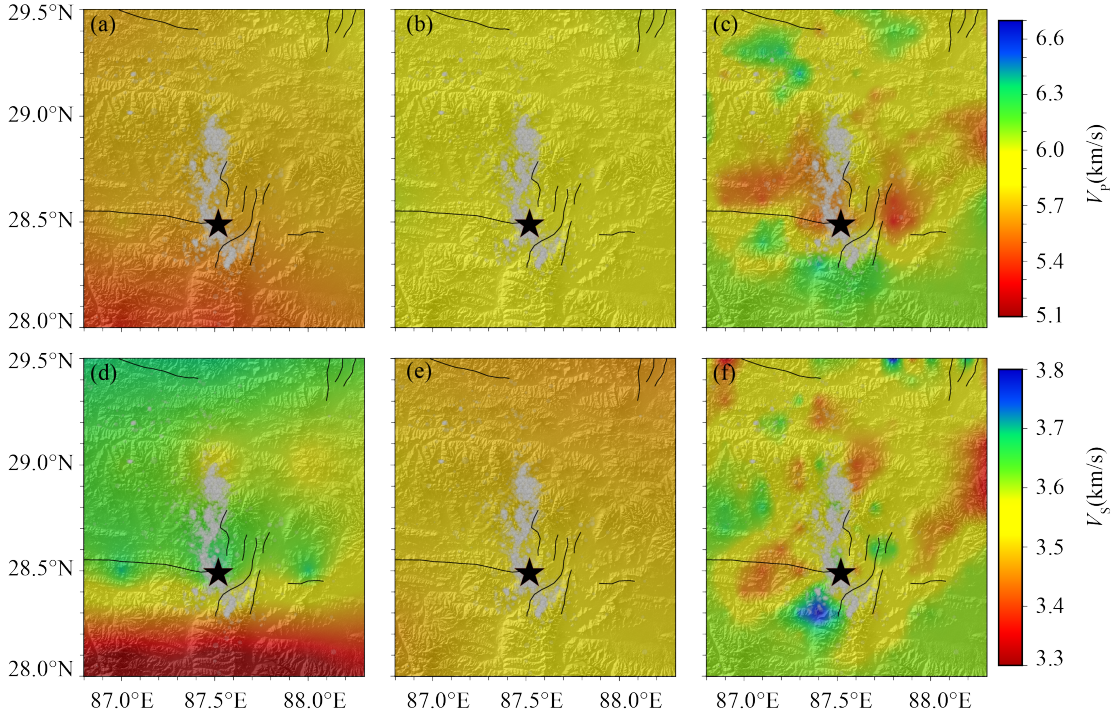 29.5°N
29.0°N
28.5°N
28.0°N
(a)
(b)
(c)
6.6
6.3
6.0
5.7
5.4
5.1
V_P(km/s)
29.5°N
29.0°N
28.5°N
28.0°N
(d)
(e)
(f)
3.8
3.7
3.6
3.5
3.4
3.3
V_S(km/s)
87.0°E 87.5°E 88.0°E
87.0°E 87.5°E 88.0°E
87.0°E 87.5°E 88.0°E